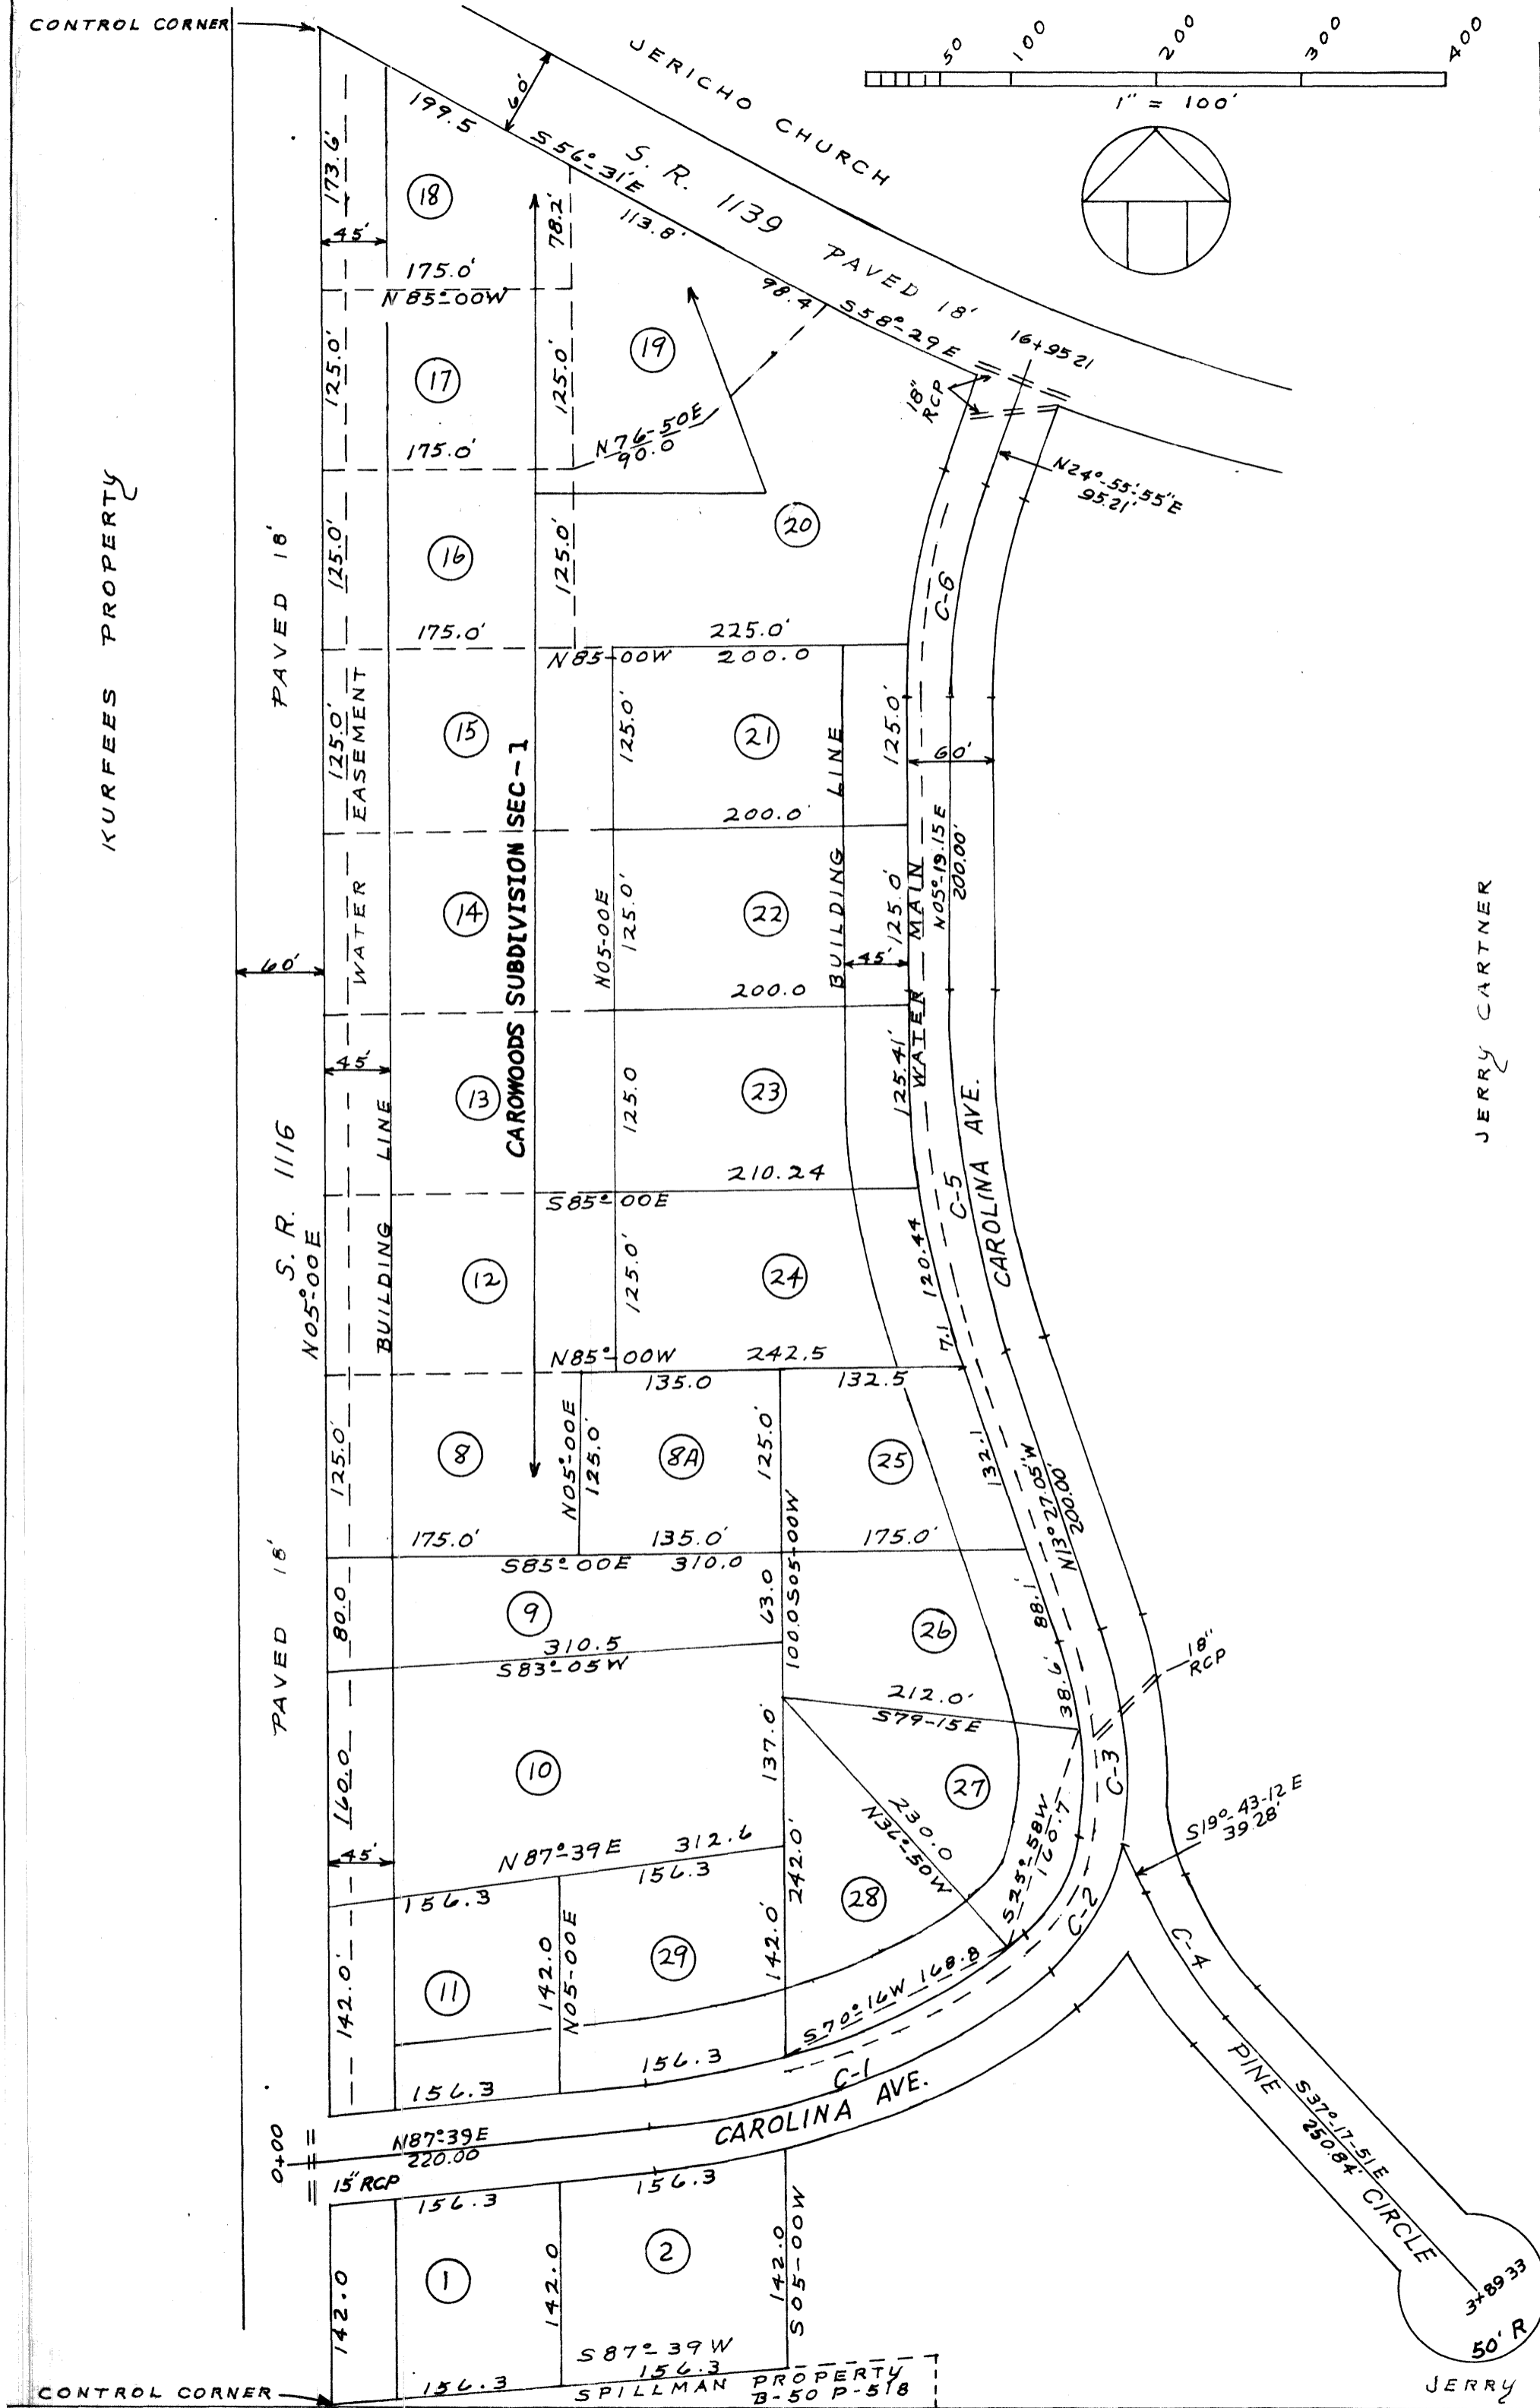 CONTROL CORNER
50
100
200
300
400
1" = 100'
JERICHO CHURCH
60'
199.5
S 56°-31'E
S. R. 1139 PAVED 18'
173.6'
18
78.2'
113.8'
45'
175.0'
N 85°-00W
98.4
S58°-29E
16+95 21
18"
RCP
125.0'
17
125.0'
19
175.0'
N76-50E
90.0
N24°-55'-55"E
95.21'
KURFEES PROPERTY
PAVED 18'
125.0'
16
125.0'
20
C-6
175.0'
225.0'
N85-00W 200.0
125.0'
WATER EASEMENT
15
125.0'
21
BUILDING LINE
125.0'
60'
200.0'
CAROWOODS SUBDIVISION SEC-1
14
N05-00E
125.0'
22
125.0'
WATER MAIN
N05°-19.15E
200.00'
JERRY CARTNER
60'
45'
200.0
45'
13
125.0
23
125.41'
CAROLINA AVE.
210.24
S85°-00E
C-5
S. R. 1116
N05°-00E
BUILDING LINE
12
125.0'
24
120.44
7.1
N85°-00W 242.5
135.0
132.5
125.0'
8
N05°-00E
125.0'
8A
125.0'
25
132.1
N13°27.05"W
200.00'
175.0'
135.0'
175.0'
S85°-00E 310.0
PAVED 18'
80.0
9
63.0
100.0 S05-00W
26
88.1'
310.5
S83°-05W
18"
RCP
212.0'
S79-15E
38.6'
160.0
10
137.0'
27
C-3
230.0
N36°-50W
S25°-58W
160.7
S19°-43-12E
39.28'
45'
N87°-39E 312.6
156.3
156.3
242.0'
28
C-2
C-4
142.0'
11
142.0
N05-00E
29
142.0'
S70°-16W 168.8
156.3
156.3
C-1
CAROLINA AVE.
0+00
N87°39E
220.00
15" RCP
156.3
156.3
PINE CIRCLE
S37°-17-51E
250.84'
142.0
1
142.0
2
142.0
S05-00W
3+89 33
50' R
S87°-39W
156.3
156.3
SPILLMAN PROPERTY
B-50 P-518
CONTROL CORNER
JERRY